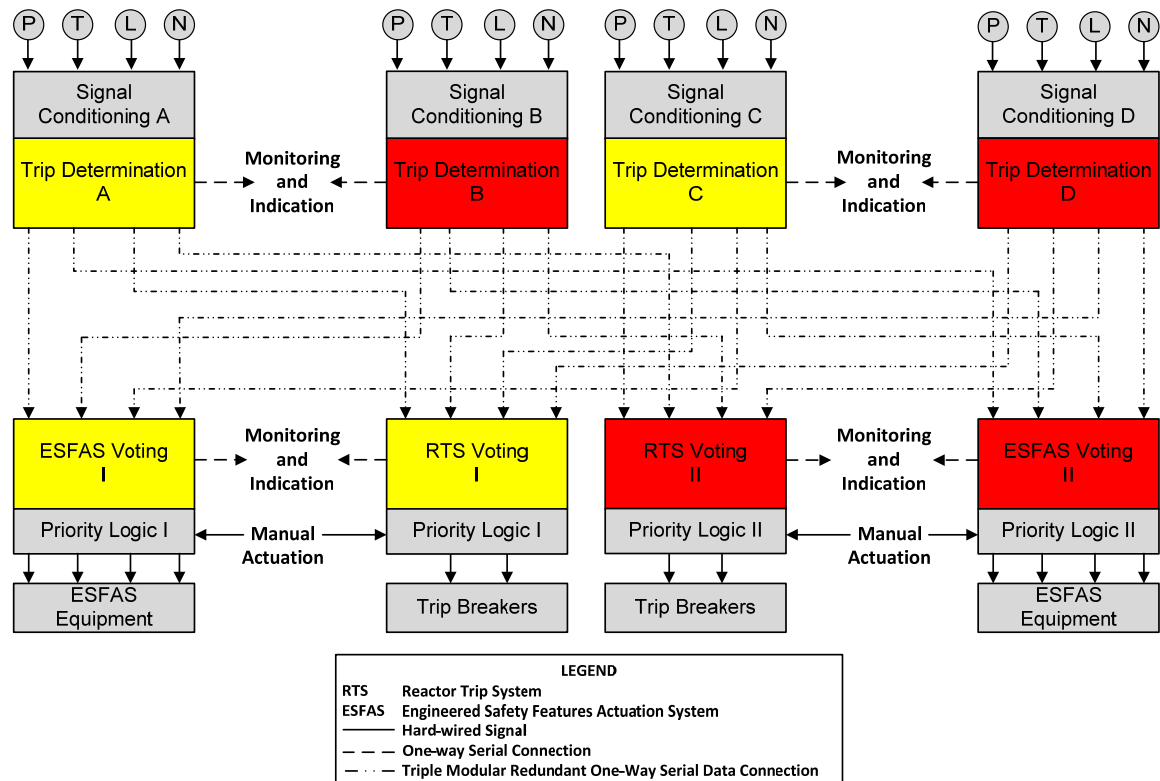 P T L N
P T L N
P T L N
P T L N
Signal
Conditioning A
Signal
Conditioning B
Signal
Conditioning C
Signal
Conditioning D
Trip Determination
A
Monitoring
and
Indication
Trip Determination
B
Trip Determination
C
Monitoring
and
Indication
Trip Determination
D
ESFAS Voting
I
Monitoring
and
Indication
RTS Voting
I
RTS Voting
II
Monitoring
and
Indication
ESFAS Voting
II
Priority Logic I
Manual
Actuation
Priority Logic I
Priority Logic II
Manual
Actuation
Priority Logic II
ESFAS
Equipment
Trip Breakers
Trip Breakers
ESFAS
Equipment
LEGEND
RTS Reactor Trip System
ESFAS Engineered Safety Features Actuation System
Hard-wired Signal
One-way Serial Connection
Triple Modular Redundant One-Way Serial Data Connection